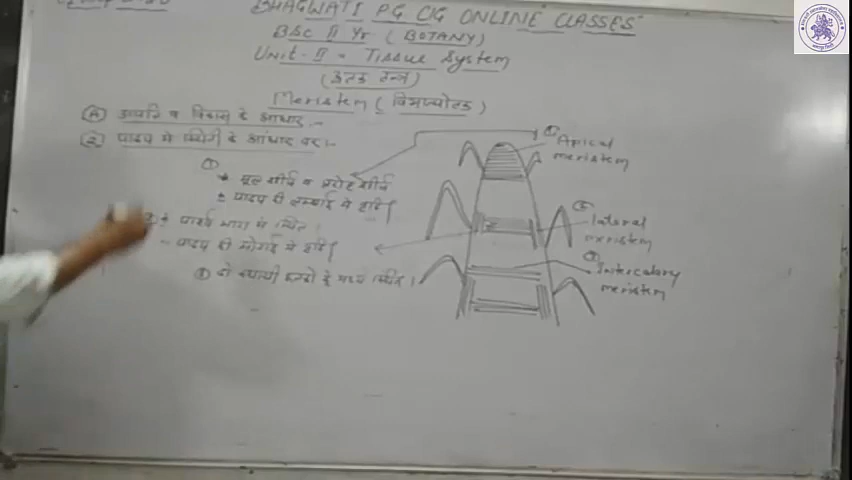 BHAGWATI PG ClG ONLINE CLASSES
BSC II Yr (BOTANY)
Unit-II = Tissue System
(ऊतक तन्त्र)
Meristem (विभज्योतक)
(A) उत्पत्ति व विकास के आधार :-
(2) पादप में स्थिति के आधार पर :-
(1)
मूल शीर्ष व प्ररोह शीर्ष
पादप की लम्बाई में वृद्धि
पार्श्व भाग में स्थित
पादप की मोटाई में वृद्धि
(3) दो स्थायी ऊतकों के मध्य स्थित ।
(1) Apical
meristem
(2) lateral
meristem
(3) Intercalary
meristem